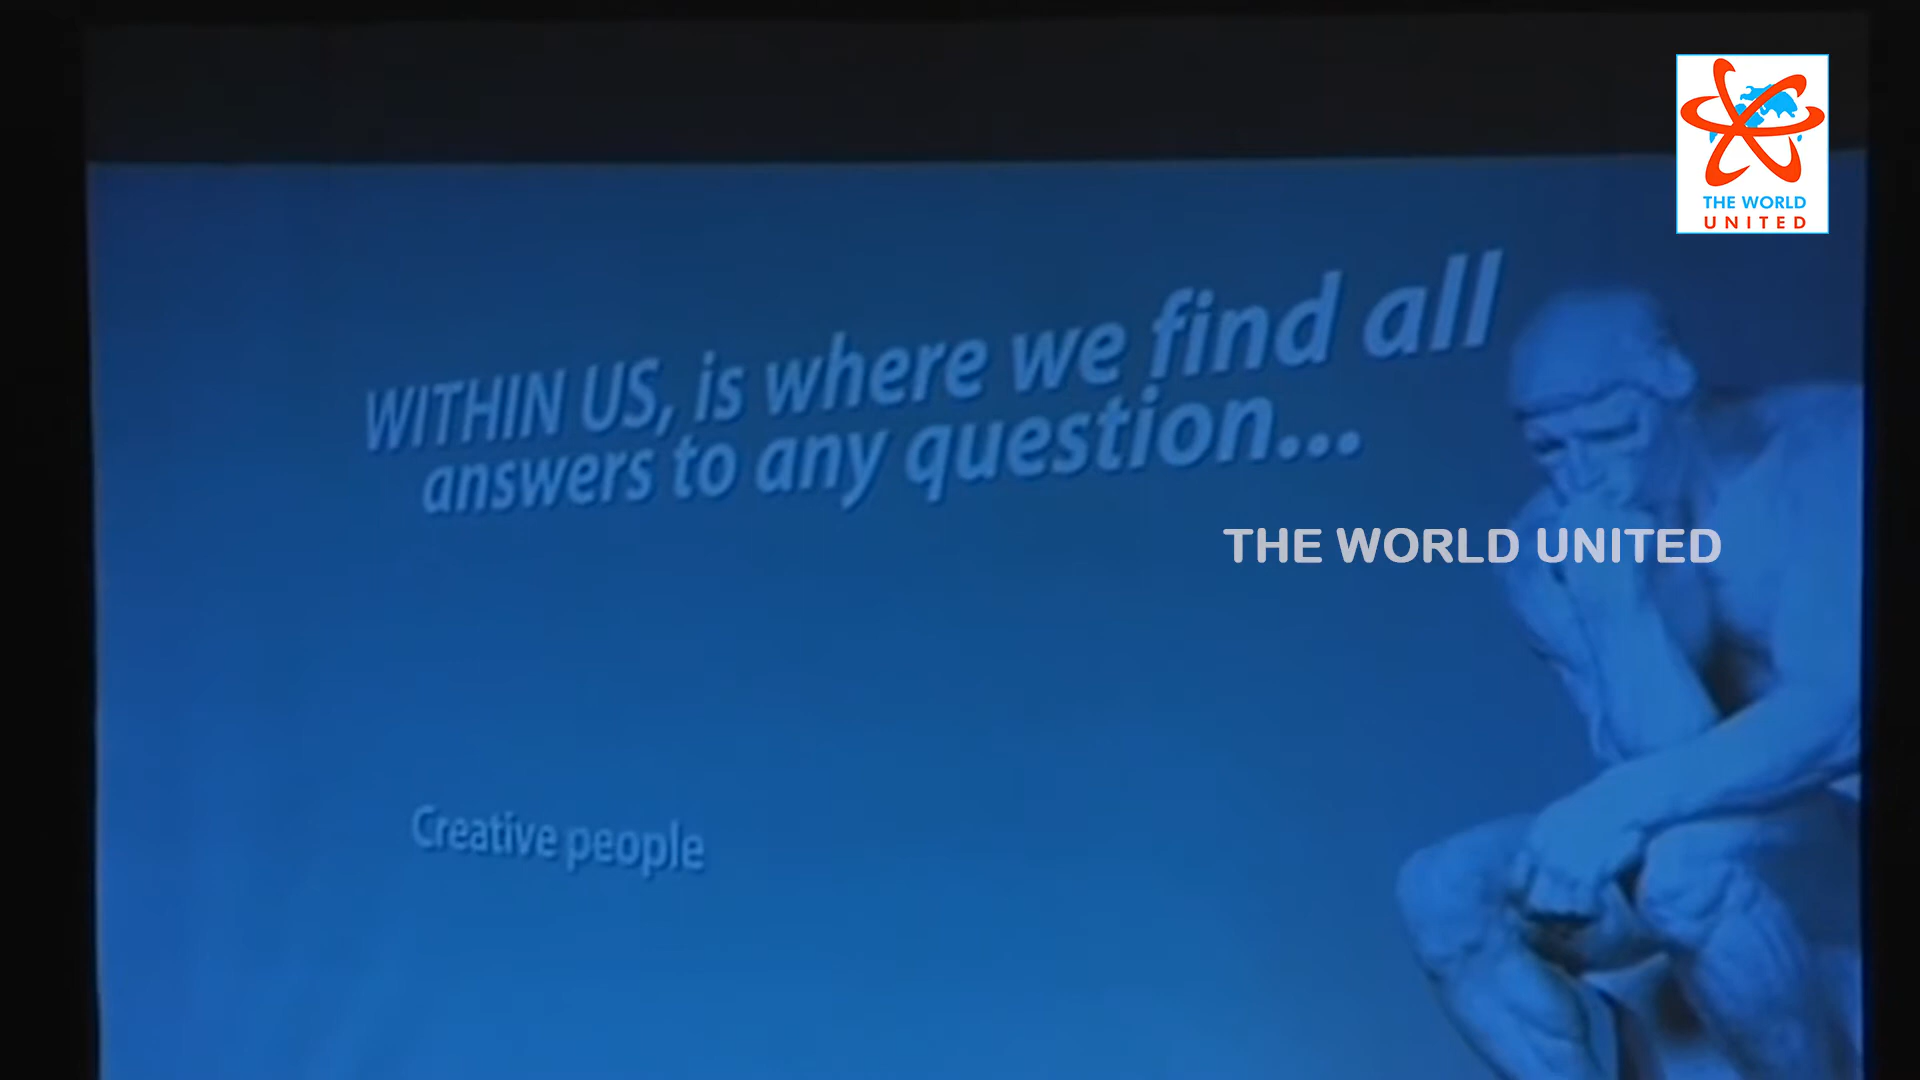 THE WORLD
UNITED
WITHIN US, is where we find all
answers to any question...
THE WORLD UNITED
Creative people